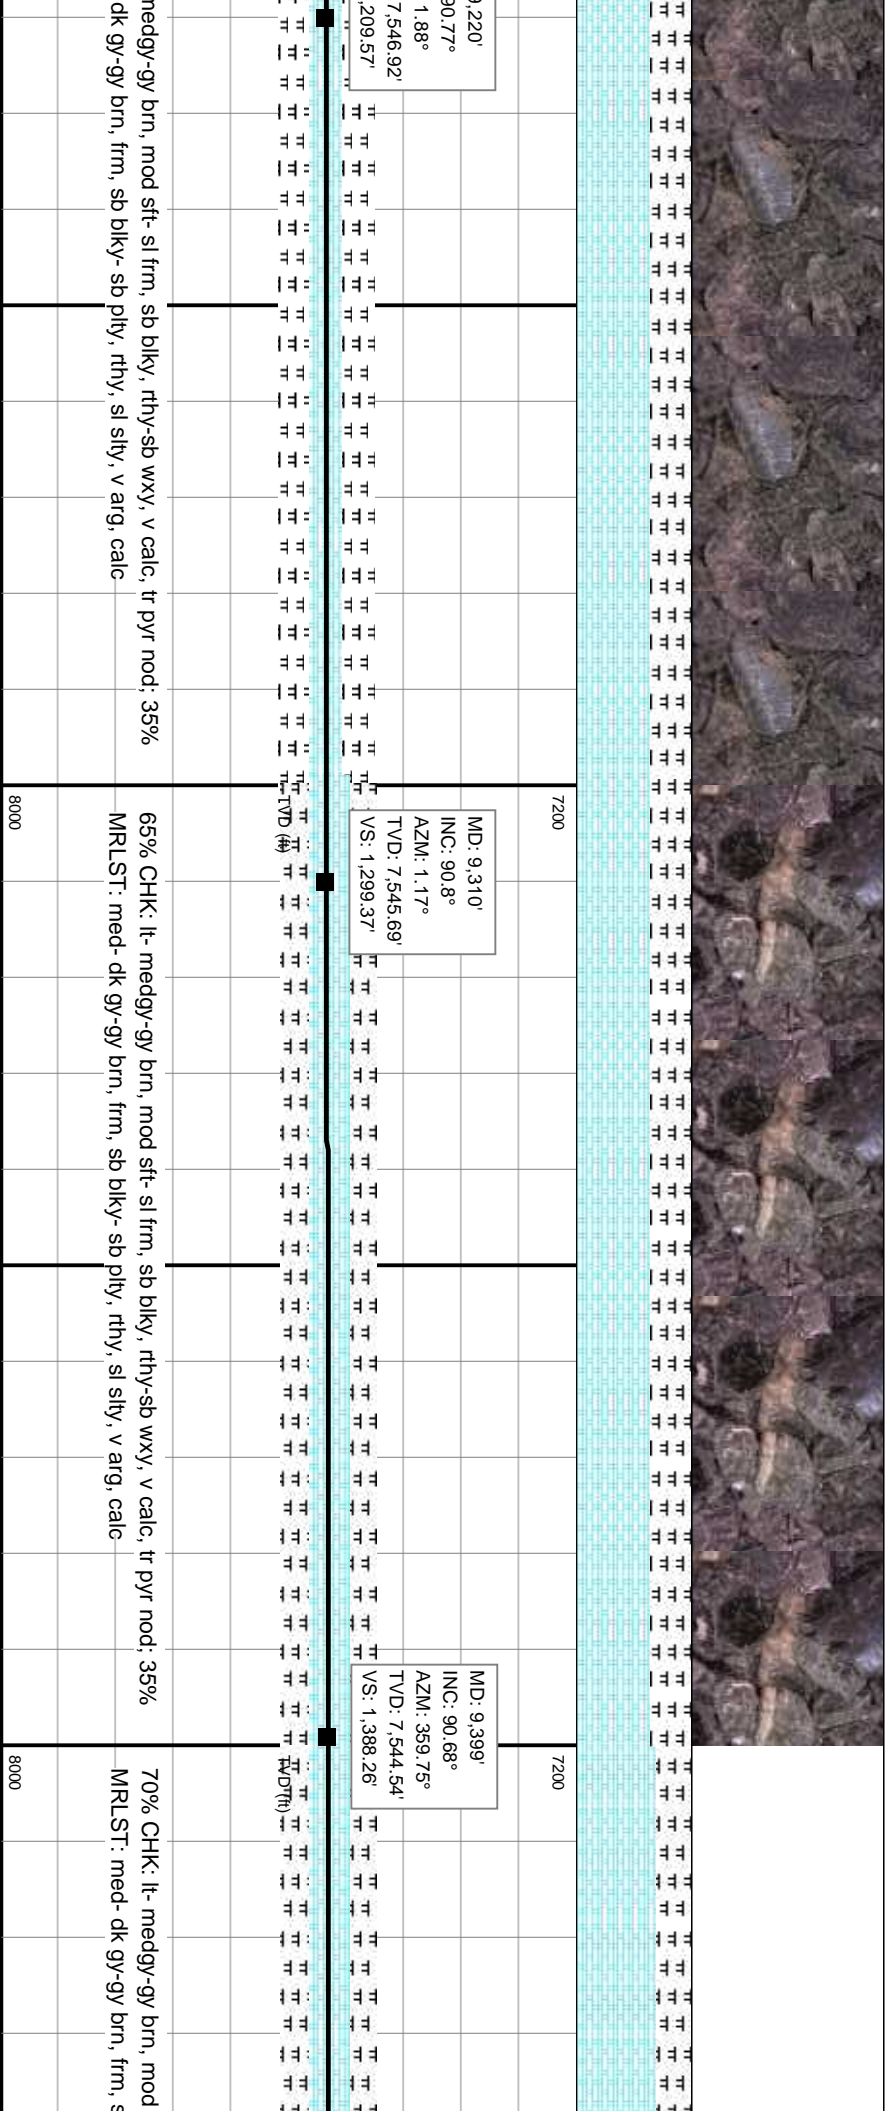 9,220'
90.77°
1.88°
7,546.92'
,209.57'
medgy-gy brn, mod sft- sl frm, sb blky, rthy-sb wxy, v calc, tr pyr nod; 35%
dk gy-gy brn, frm, sb blky- sb plty, rthy, sl slty, v arg, calc
7200
TVD (ft)
8000
MD: 9,310'
INC: 90.8°
AZM: 1.17°
TVD: 7,545.69'
VS: 1,299.37'
65% CHK: lt- medgy-gy brn, mod sft- sl frm, sb blky, rthy-sb wxy, v calc, tr pyr nod; 35%
MRLST: med- dk gy-gy brn, frm, sb blky- sb plty, rthy, sl slty, v arg, calc
MD: 9,399'
INC: 90.68°
AZM: 359.75°
TVD: 7,544.54'
VS: 1,388.26'
7200
TVD (ft)
8000
70% CHK: lt- medgy-gy brn, mod
MRLST: med- dk gy-gy brn, frm, s